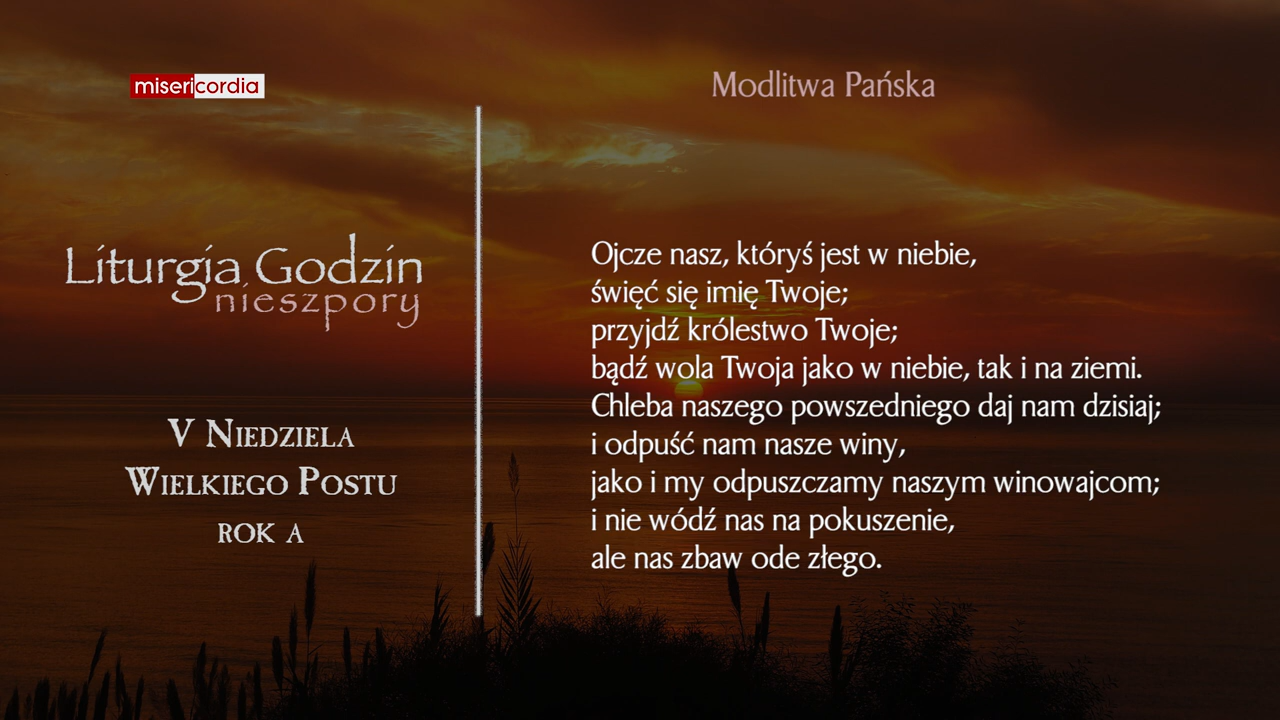 misericordia
Liturgia Godzin
nieszpory
V Niedziela
Wielkiego Postu
rok a
Modlitwa Pańska
Ojcze nasz, któryś jest w niebie,
święć się imię Twoje;
przyjdź królestwo Twoje;
bądź wola Twoja jako w niebie, tak i na ziemi.
Chleba naszego powszedniego daj nam dzisiaj;
i odpuść nam nasze winy,
jako i my odpuszczamy naszym winowajcom;
i nie wódź nas na pokuszenie,
ale nas zbaw ode złego.